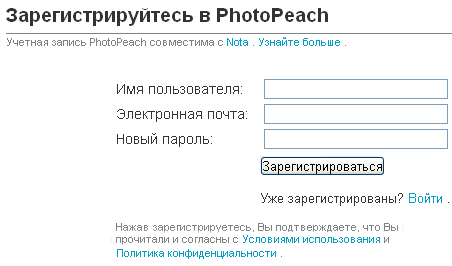 Зарегистрируйтесь в PhotoPeach
Учетная запись PhotoPeach совместима с Nota . Узнайте больше .
Имя пользователя:
Электронная почта:
Новый пароль:
Зарегистрироваться
Уже зарегистрированы? Войти .
Нажав зарегистрируетесь, Вы подтверждаете, что Вы
прочитали и согласны с Условиями использования и
Политика конфиденциальности .